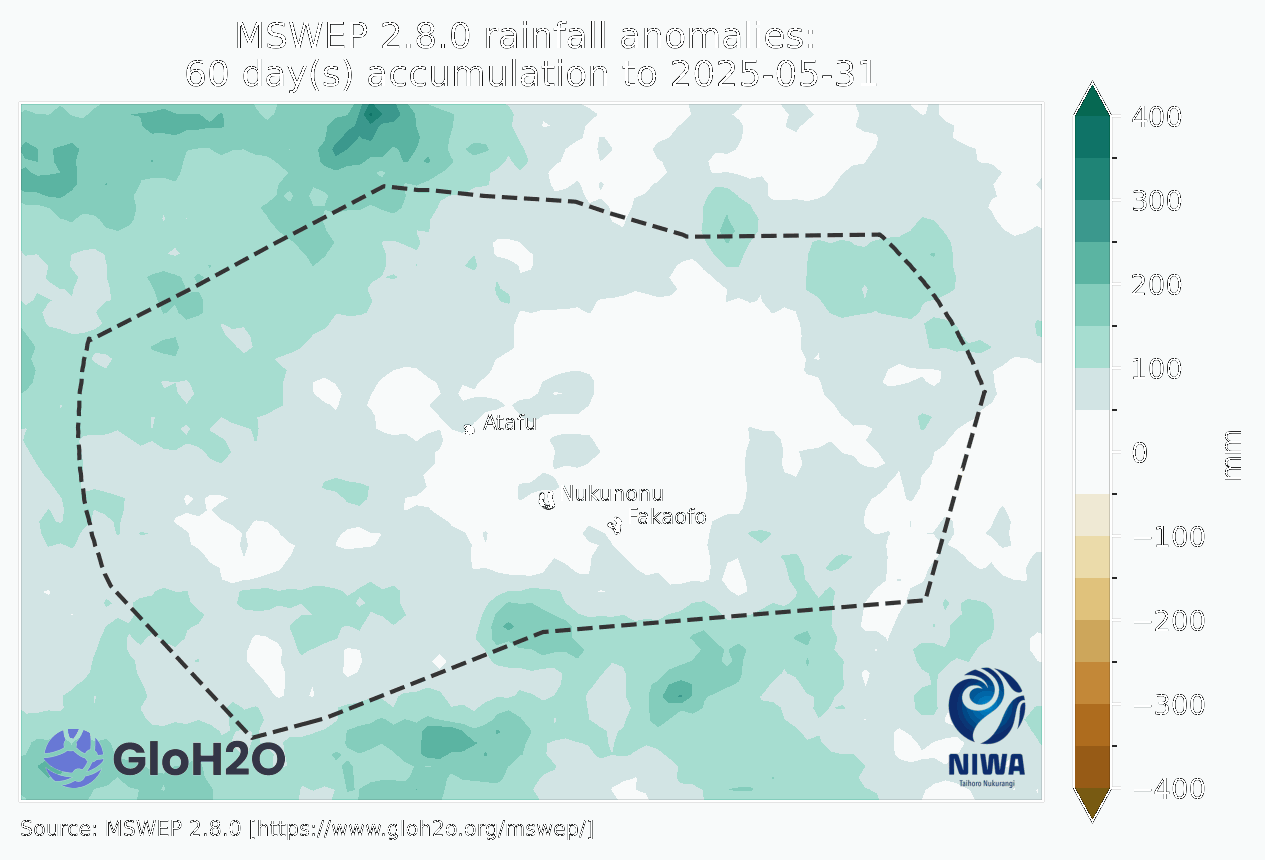 MSWEP 2.8.0 rainfall anomalies:
60 day(s) accumulation to 2025-05-31
400
300
200
100
0
−100
−200
−300
−400
mm
Atafu
Nukunonu
Fakaofo
GloH2O
NIWA
Taihoro Nukurangi
Source: MSWEP 2.8.0 [https://www.gloh2o.org/mswep/]